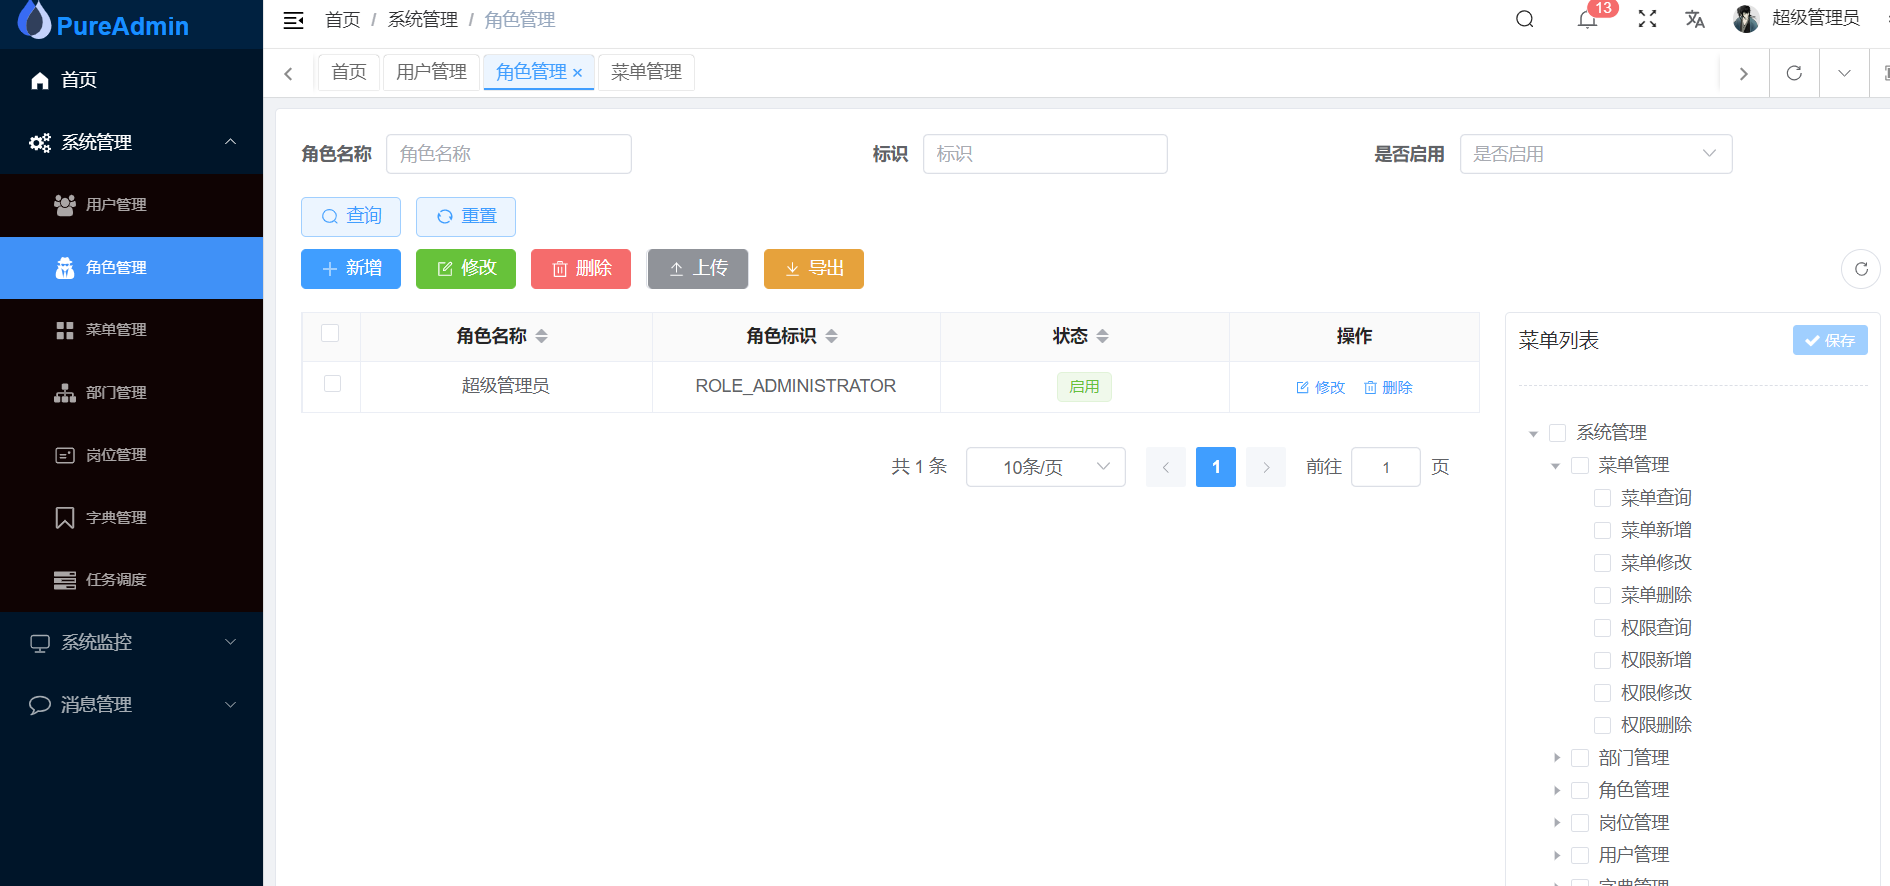 PureAdmin
首页
系统管理
用户管理
角色管理
菜单管理
部门管理
岗位管理
字典管理
任务调度
系统监控
消息管理
首页 / 系统管理 / 角色管理
13
超级管理员
首页 用户管理 角色管理 菜单管理
角色名称 角色名称 标识 标识 是否启用 是否启用
查询 重置
新增 修改 删除 上传 导出
角色名称 角色标识 状态 操作
超级管理员 ROLE_ADMINISTRATOR 启用 修改 删除
共 1 条 10条/页 1 前往 1 页
菜单列表 保存
系统管理
菜单管理
菜单查询
菜单新增
菜单修改
菜单删除
权限查询
权限新增
权限修改
权限删除
部门管理
角色管理
岗位管理
用户管理
字典管理